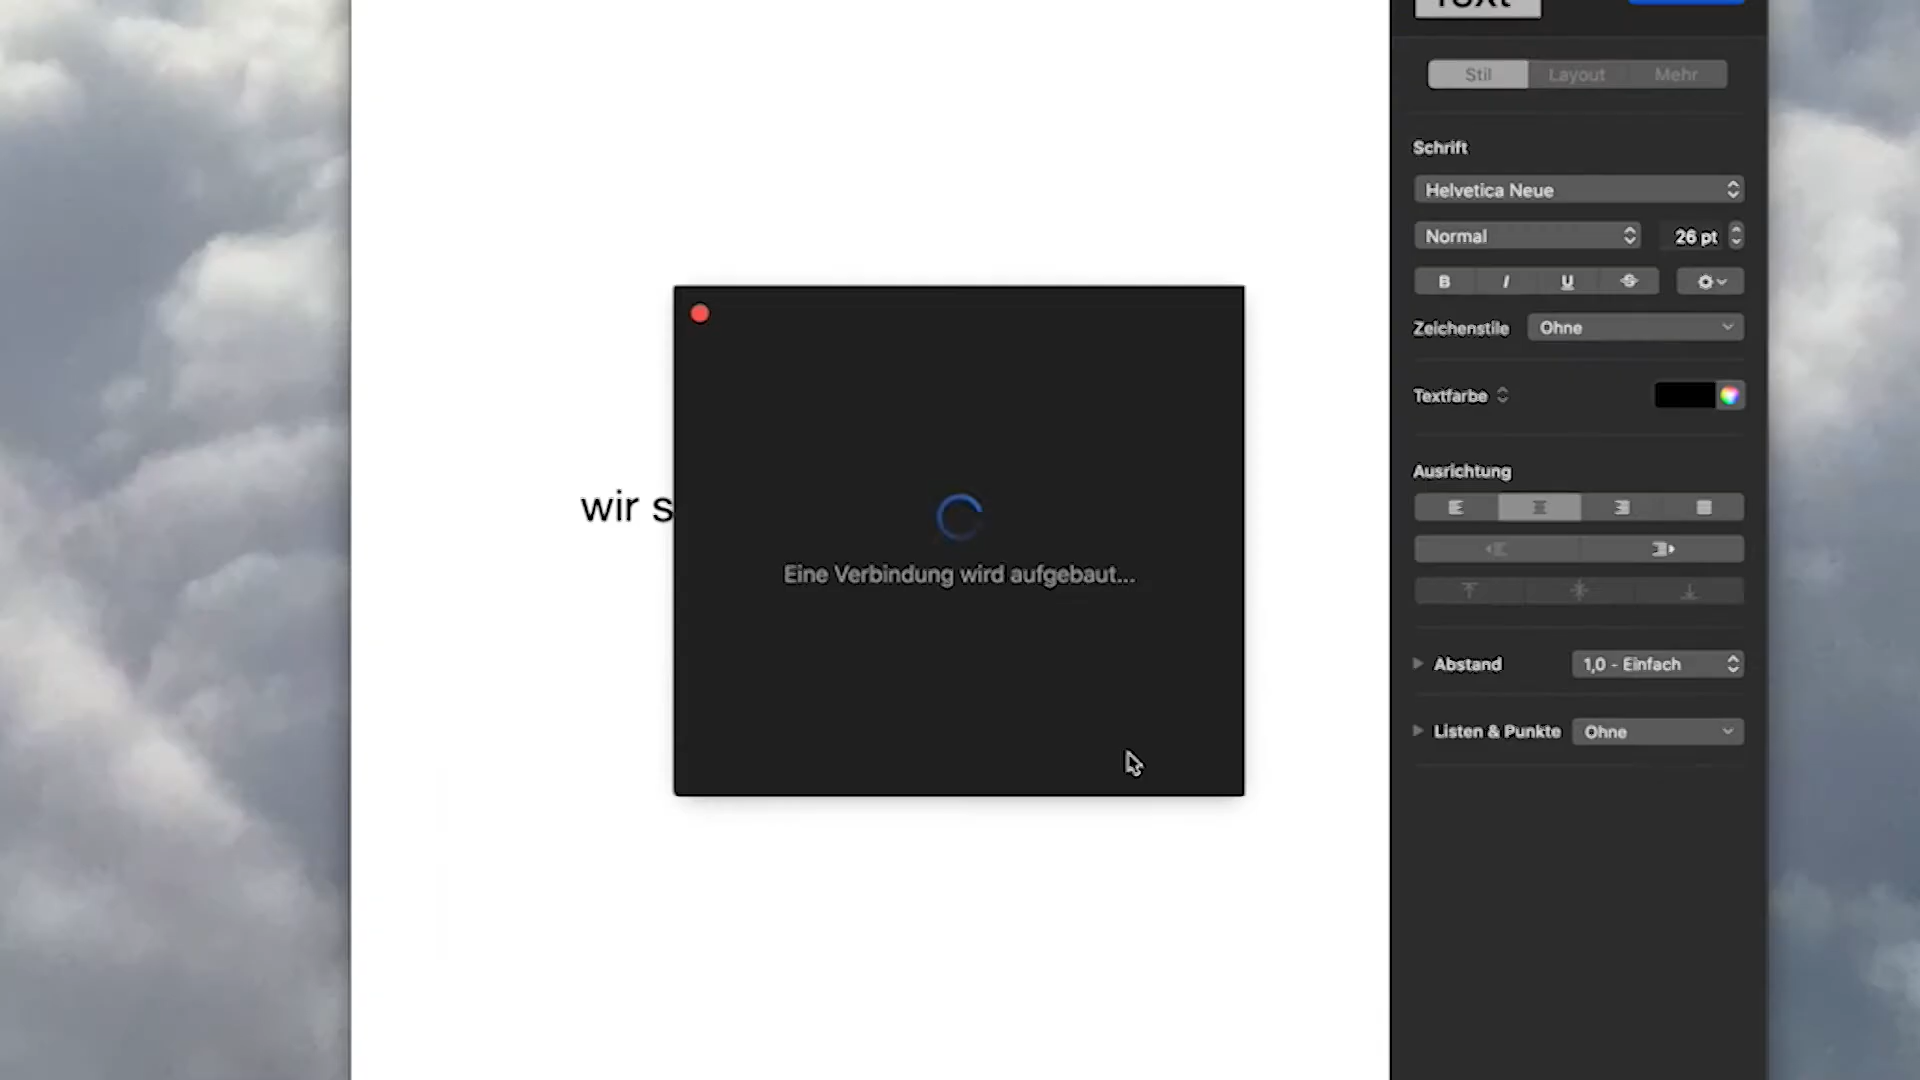 Text
Stil Layout Mehr
Schrift
Helvetica Neue
Normal 26 pt
B I U S
Zeichenstile Ohne
Textfarbe
Ausrichtung
wir s
Eine Verbindung wird aufgebaut...
Abstand 1,0 - Einfach
Listen & Punkte Ohne